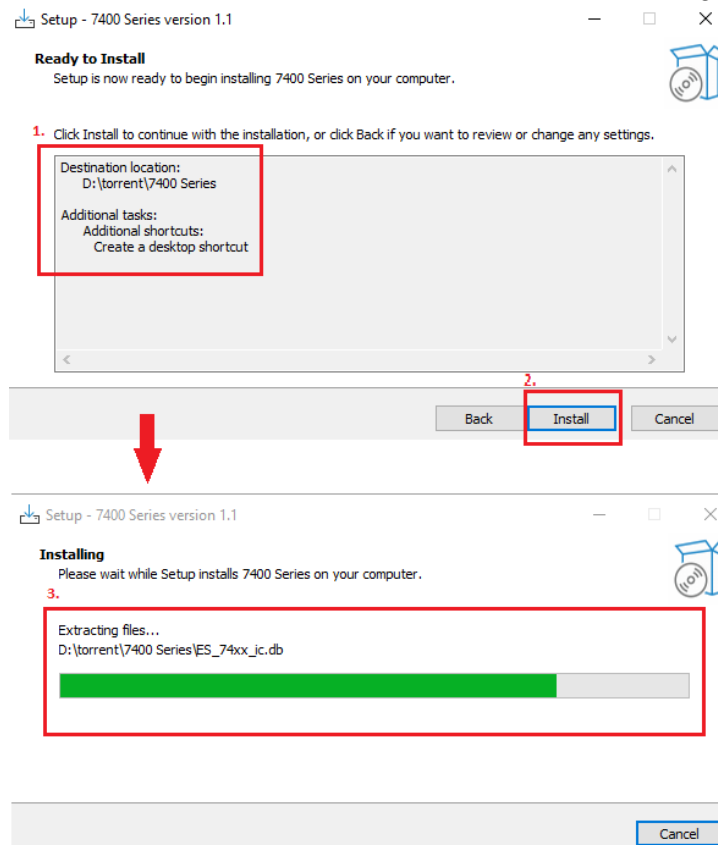 Setup - 7400 Series version 1.1
Ready to Install
Setup is now ready to begin installing 7400 Series on your computer.
1. Click Install to continue with the installation, or click Back if you want to review or change any settings.
Destination location:
D:\torrent\7400 Series
Additional tasks:
Additional shortcuts:
Create a desktop shortcut
2.
Back Install Cancel
Setup - 7400 Series version 1.1
Installing
Please wait while Setup installs 7400 Series on your computer.
3.
Extracting files...
D:\torrent\7400 Series\ES_74xx_ic.db
Cancel